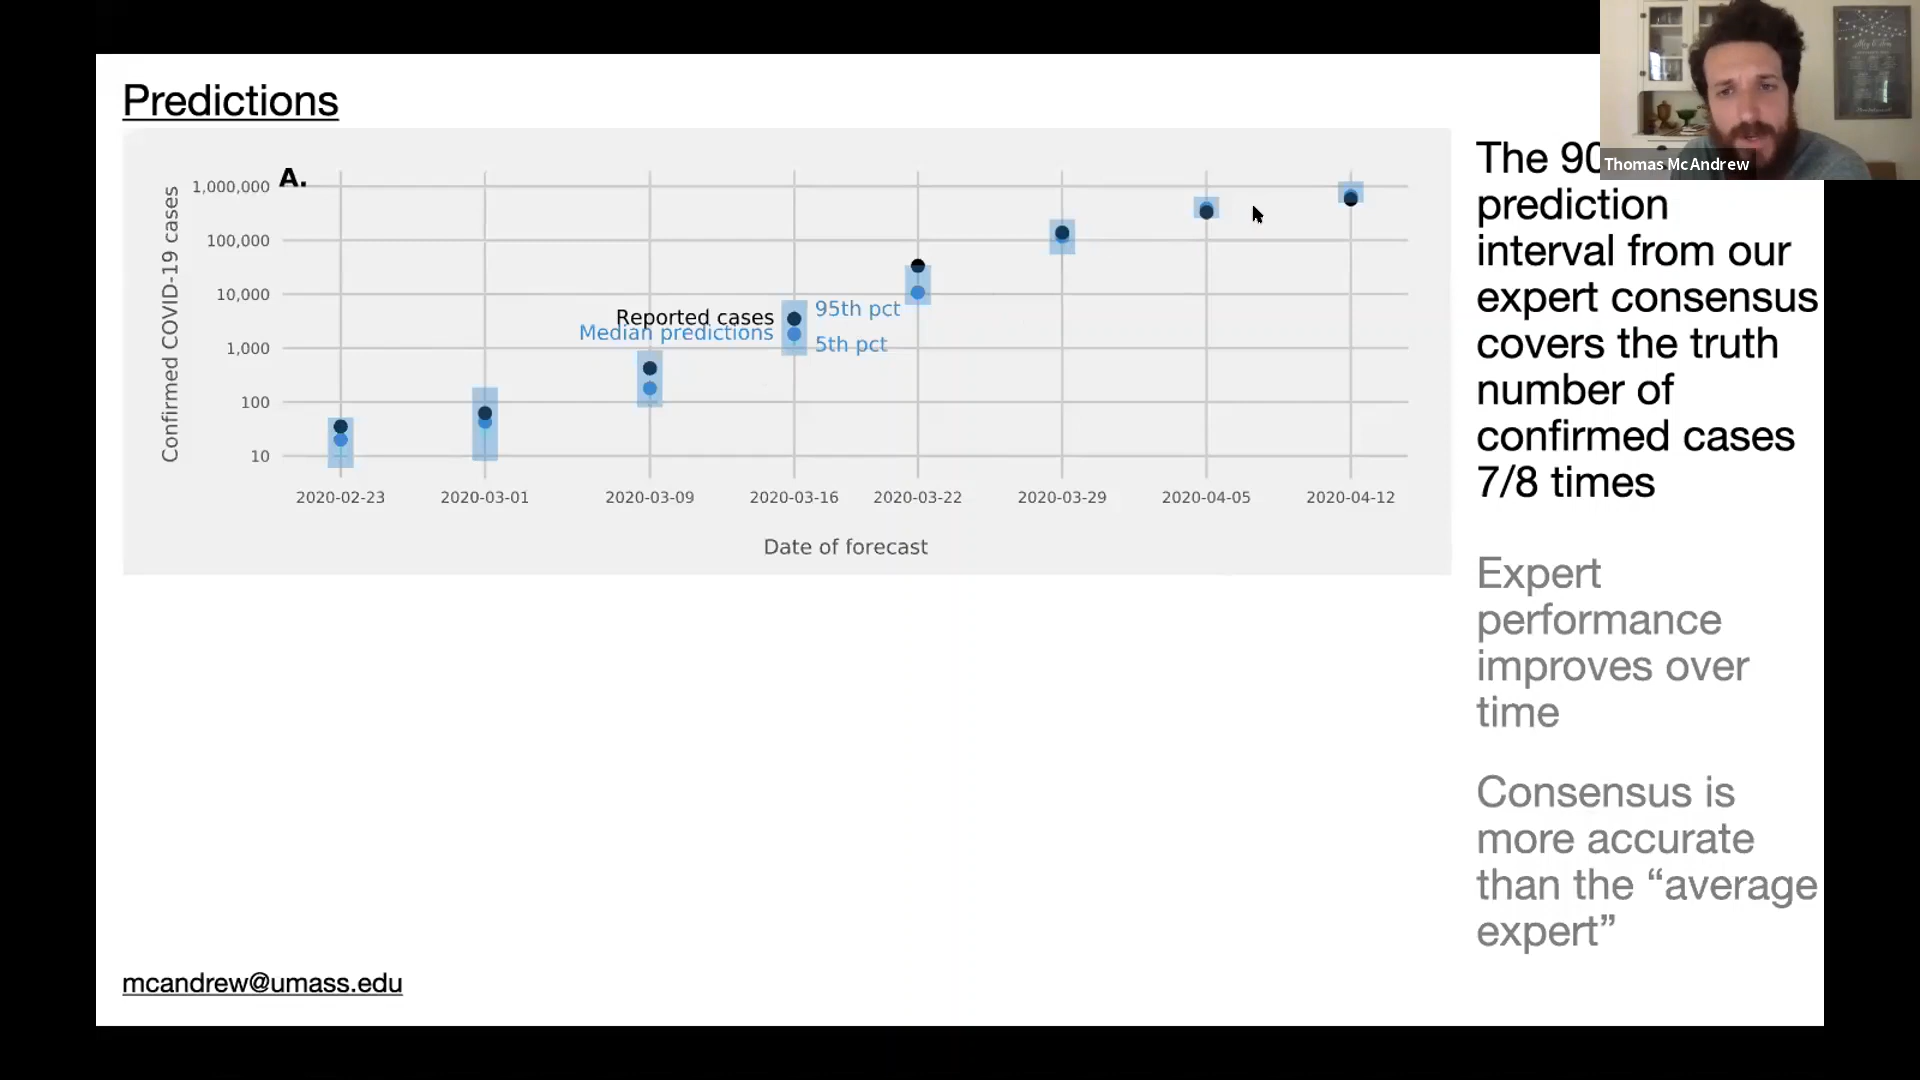 Predictions
A.
Confirmed COVID-19 cases
1,000,000
100,000
10,000
1,000
100
10
Reported cases
Median predictions
95th pct
5th pct
2020-02-23
2020-03-01
2020-03-09
2020-03-16
2020-03-22
2020-03-29
2020-04-05
2020-04-12
Date of forecast
Thomas McAndrew
The 90
prediction
interval from our
expert consensus
covers the truth
number of
confirmed cases
7/8 times
Expert
performance
improves over
time
Consensus is
more accurate
than the “average
expert”
mcandrew@umass.edu